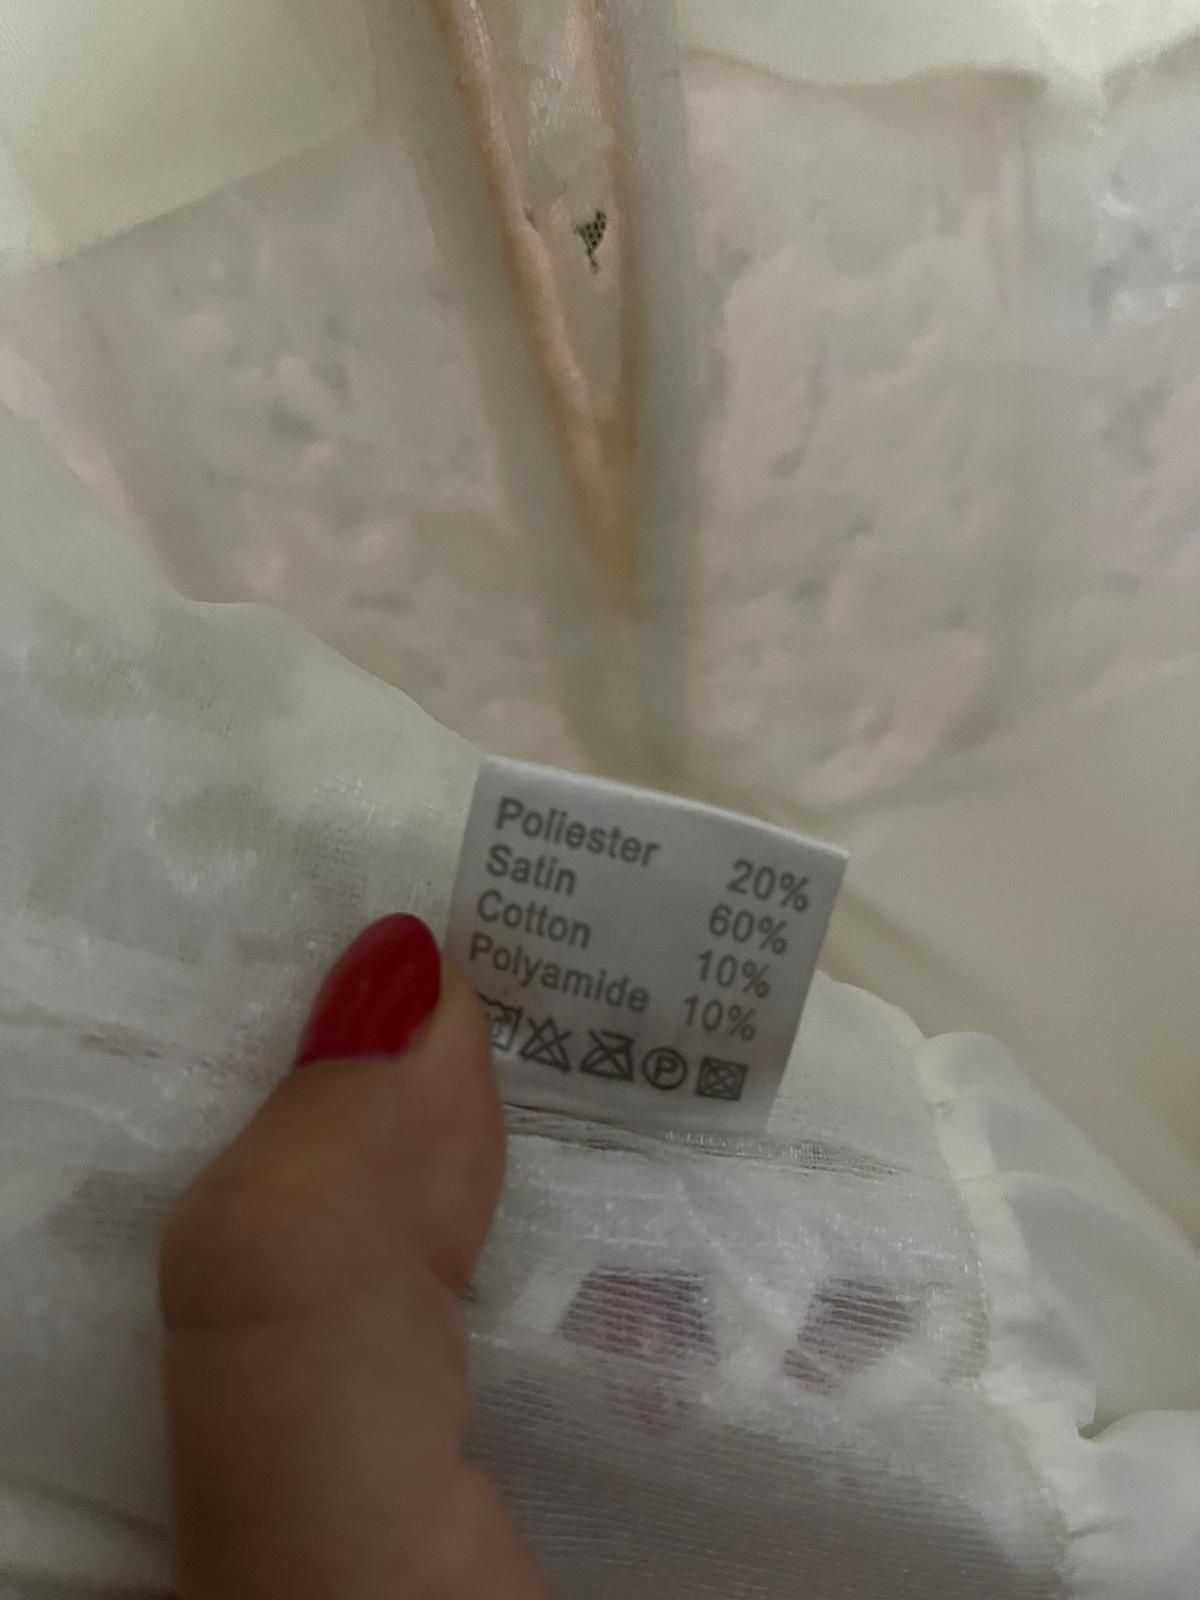 Poliester 20%
Satin 60%
Cotton 10%
Polyamide 10%
P